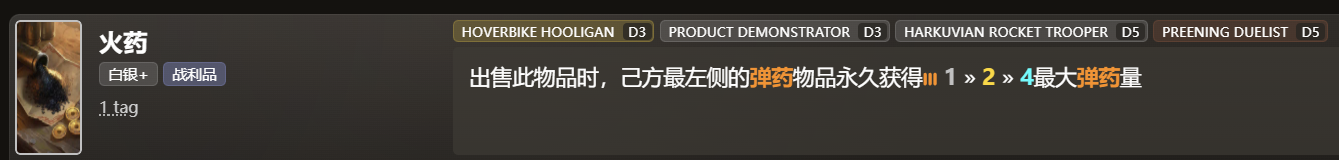 火药
白银+ 战利品
1 tag
HOVERBIKE HOOLIGAN D3 PRODUCT DEMONSTRATOR D3 HARKUVIAN ROCKET TROOPER D5 PREENING DUELIST D5
出售此物品时，己方最左侧的弹药物品永久获得 1 » 2 » 4最大弹药量